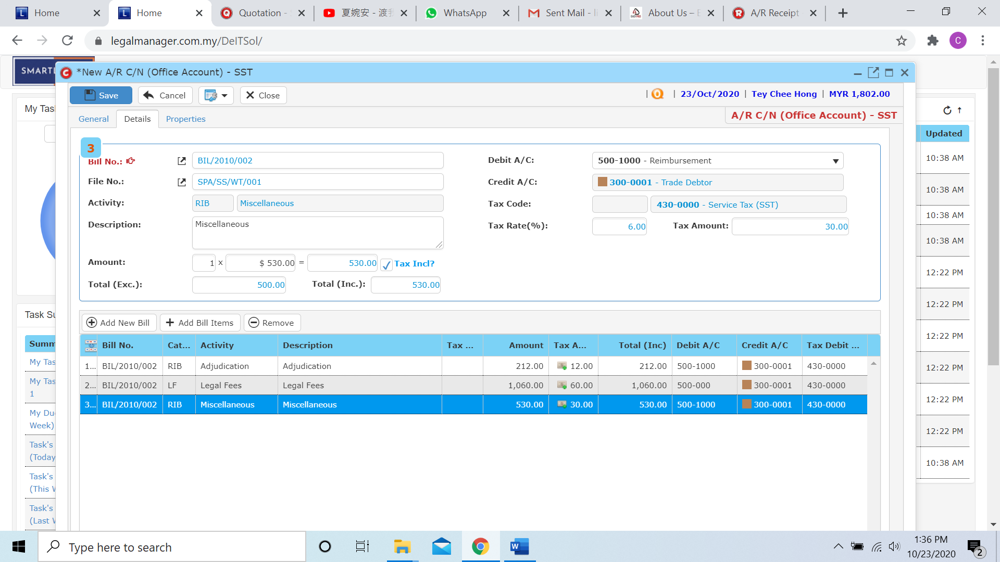 Home
Home
Quotation -
夏婉安 - 渡
WhatsApp
Sent Mail - li
About Us – E
A/R Receipt
legalmanager.com.my/DeITSol/
C
SMARTL
*New A/R C/N (Office Account) - SST
Save
Cancel
Close
| Q | 23/Oct/2020 | Tey Chee Hong | MYR 1,802.00
General
Details
Properties
A/R C/N (Office Account) - SST
My Tas
3
Bill No.:
BIL/2010/002
Debit A/C:
500-1000 - Reimbursement
File No.:
SPA/SS/WT/001
Credit A/C:
300-0001 - Trade Debtor
Activity:
RIB
Miscellaneous
Tax Code:
430-0000 - Service Tax (SST)
Description:
Miscellaneous
Tax Rate(%):
6.00
Tax Amount:
30.00
Amount:
1 x $ 530.00 = 530.00 Tax Incl?
Total (Exc.):
500.00
Total (Inc.):
530.00
Add New Bill
Add Bill Items
Remove
Bill No. Cat... Activity Description Tax ... Amount Tax A... Total (Inc) Debit A/C Credit A/C Tax Debit ...
1... BIL/2010/002 RIB Adjudication Adjudication 212.00 12.00 212.00 500-1000 300-0001 430-0000
2... BIL/2010/002 LF Legal Fees Legal Fees 1,060.00 60.00 1,060.00 500-000 300-0001 430-0000
3... BIL/2010/002 RIB Miscellaneous Miscellaneous 530.00 30.00 530.00 500-1000 300-0001 430-0000
Task Su
Summ
My Tas
My Tas
1
My Du
Week)
Task's
(Today
Task's
(This W
Task's
(Last W
Updated
10:38 AM
10:38 AM
10:38 AM
10:38 AM
12:22 PM
12:22 PM
12:22 PM
12:22 PM
12:22 PM
12:22 PM
10:38 AM
Type here to search
1:36 PM
10/23/2020
2